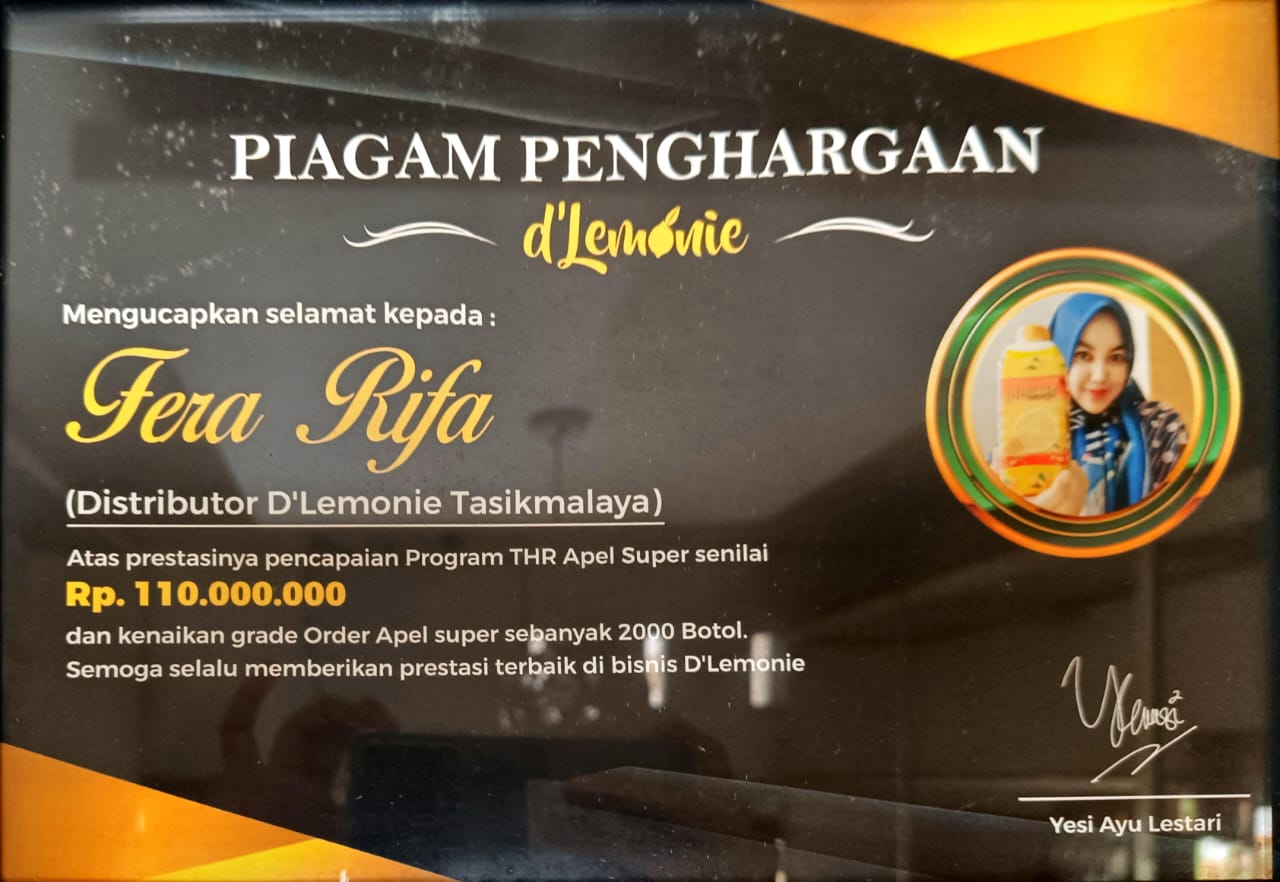 PIAGAM PENGHARGAAN
d'Lemonie
Mengucapkan selamat kepada :
Fera Rifa
(Distributor D'Lemonie Tasikmalaya)
Atas prestasinya pencapaian Program THR Apel Super senilai
Rp. 110.000.000
dan kenaikan grade Order Apel super sebanyak 2000 Botol.
Semoga selalu memberikan prestasi terbaik di bisnis D'Lemonie
Yesi Ayu Lestari